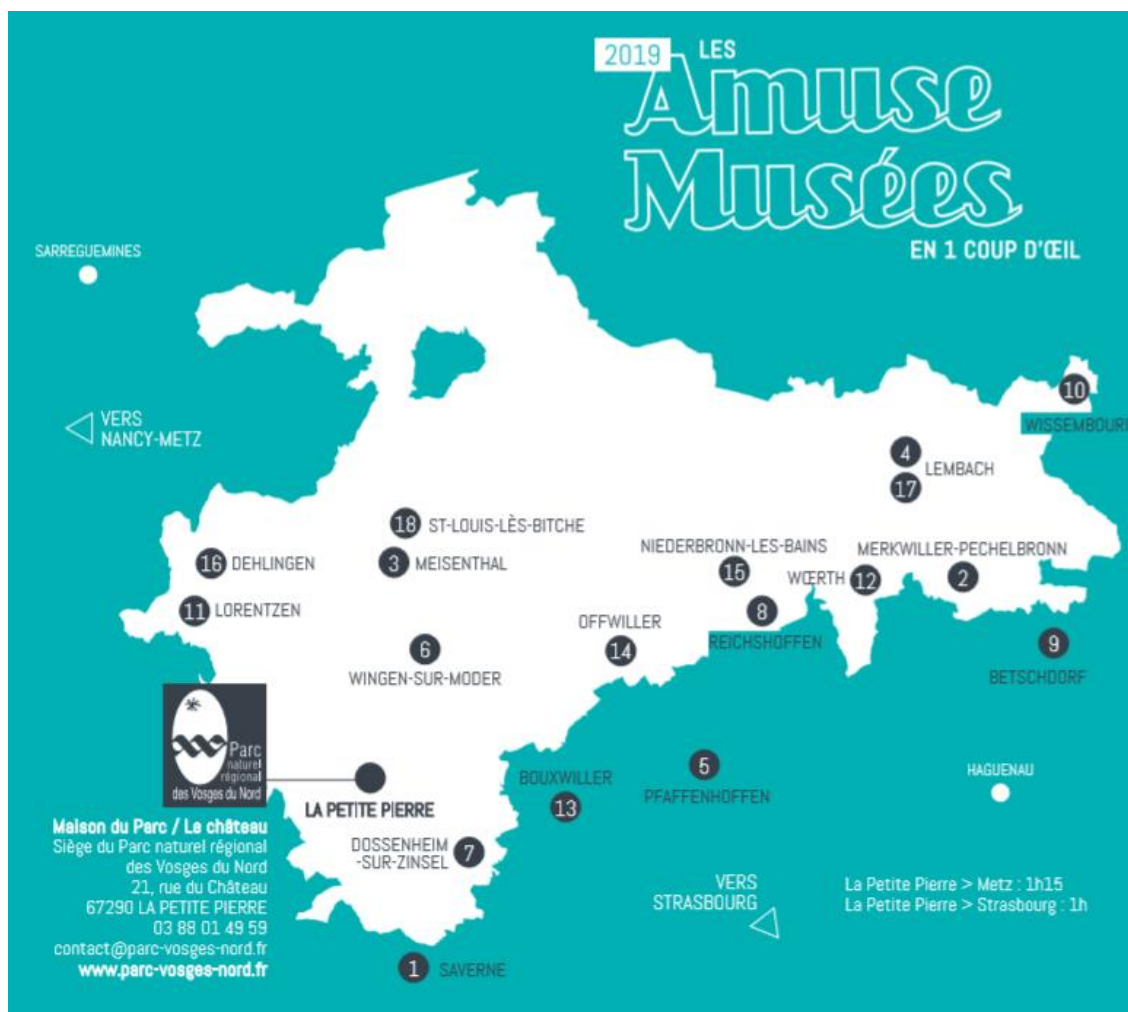 2019 LES
Amuse
Musées
EN 1 COUP D'ŒIL
SARREGUEMINES
VERS
NANCY-METZ
10
WISSEMBOUR
4
LEMBACH
17
18 ST-LOUIS-LÈS-BITCHE
NIEDERBRONN-LES-BAINS
MERKWILLER-PECHELBRONN
16 DEHLINGEN
3 MEISENTHAL
15
WŒRTH 12
2
11 LORENTZEN
OFFWILLER
8
REICHSHOFFEN
6
WINGEN-SUR-MODER
14
9
BETSCHDORF
Parc
naturel
régional
des Vosges du Nord
LA PETITE PIERRE
BOUXWILLER
13
5
PFAFFENHOFFEN
HAGUENAU
DOSSENHEIM
-SUR-ZINSEL
7
Maison du Parc / Le château
Siège du Parc naturel régional
des Vosges du Nord
21, rue du Château
67290 LA PETITE PIERRE
03 88 01 49 59
contact@parc-vosges-nord.fr
www.parc-vosges-nord.fr
VERS
STRASBOURG
La Petite Pierre > Metz : 1h15
La Petite Pierre > Strasbourg : 1h
1 SAVERNE